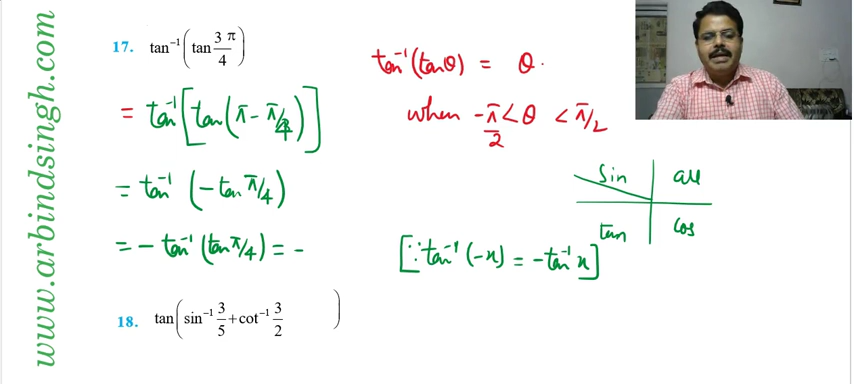 www.arbindsingh.com
17. tan⁻¹(tan 3π/4)
= tan⁻¹[tan(π - π/4)]
= tan⁻¹(-tan π/4)
= - tan⁻¹(tan π/4) = -
tan⁻¹(tanθ) = θ.
when -π/2 < θ < π/2
Sin all
tan Cos
[∵ tan⁻¹(-x) = -tan⁻¹x]
18. tan(sin⁻¹ 3/5 + cot⁻¹ 3/2)